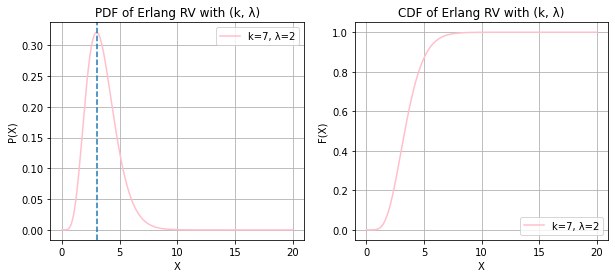 PDF of Erlang RV with (k, λ)
k=7, λ=2
P(X)
0.30
0.25
0.20
0.15
0.10
0.05
0.00
0
5
10
15
20
X
CDF of Erlang RV with (k, λ)
F(X)
1.0
0.8
0.6
0.4
0.2
0.0
k=7, λ=2
0
5
10
15
20
X